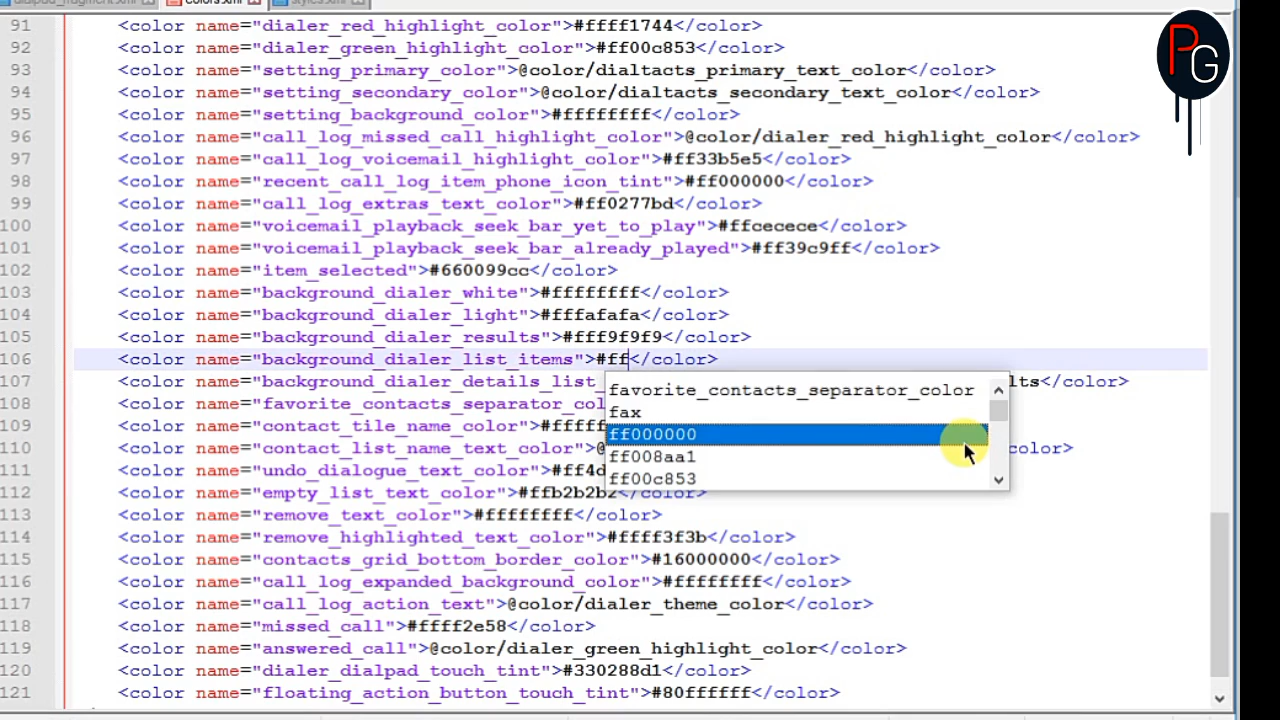 colors.xml
styles.xml
PG
91 <color name="dialer_red_highlight_color">#ffff1744</color>
92 <color name="dialer_green_highlight_color">#ff00c853</color>
93 <color name="setting_primary_color">@color/dialtacts_primary_text_color</color>
94 <color name="setting_secondary_color">@color/dialtacts_secondary_text_color</color>
95 <color name="setting_background_color">#ffffffff</color>
96 <color name="call_log_missed_call_highlight_color">@color/dialer_red_highlight_color</color>
97 <color name="call_log_voicemail_highlight_color">#ff33b5e5</color>
98 <color name="recent_call_log_item_phone_icon_tint">#ff000000</color>
99 <color name="call_log_extras_text_color">#ff0277bd</color>
100 <color name="voicemail_playback_seek_bar_yet_to_play">#ffcecece</color>
101 <color name="voicemail_playback_seek_bar_already_played">#ff39c9ff</color>
102 <color name="item_selected">#660099cc</color>
103 <color name="background_dialer_white">#ffffffff</color>
104 <color name="background_dialer_light">#fffafafa</color>
105 <color name="background_dialer_results">#fff9f9f9</color>
106 <color name="background_dialer_list_items">#ff</color>
107 <color name="background_dialer_details_list_ lts</color>
108 <color name="favorite_contacts_separator_col
109 <color name="contact_tile_name_color">#fffff
110 <color name="contact_list_name_text_color">@ </color>
111 <color name="undo_dialogue_text_color">#ff4d
112 <color name="empty_list_text_color">#ffb2b2b2</color>
113 <color name="remove_text_color">#ffffffff</color>
114 <color name="remove_highlighted_text_color">#ffff3f3b</color>
115 <color name="contacts_grid_bottom_border_color">#16000000</color>
116 <color name="call_log_expanded_background_color">#ffffffff</color>
117 <color name="call_log_action_text">@color/dialer_theme_color</color>
118 <color name="missed_call">#ffff2e58</color>
119 <color name="answered_call">@color/dialer_green_highlight_color</color>
120 <color name="dialer_dialpad_touch_tint">#330288d1</color>
121 <color name="floating_action_button_touch_tint">#80ffffff</color>
favorite_contacts_separator_color
fax
ff000000
ff008aa1
ff00c853